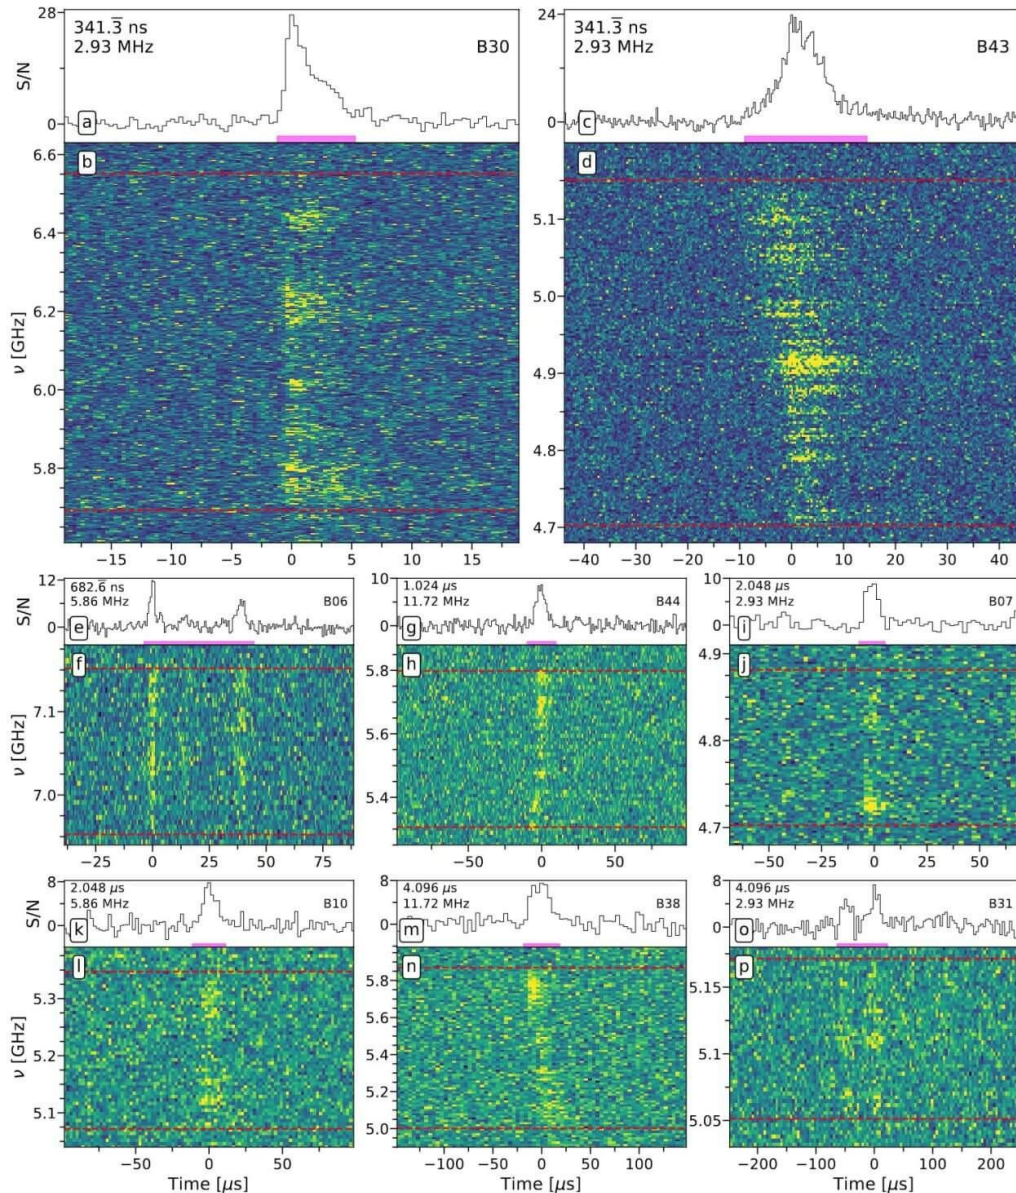 28
S/N
0
341.3̅ ns
2.93 MHz
B30
a
24
12
0
341.3̅ ns
2.93 MHz
B43
c
6.6
6.4
6.2
6.0
5.8
ν [GHz]
b
−15 −10 −5 0 5 10 15
5.1
5.0
4.9
4.8
4.7
d
−40 −30 −20 −10 0 10 20 30 40
12
0
S/N
682.6̅ ns
5.86 MHz
B06
e
10
0
1.024 μs
11.72 MHz
B44
g
10
0
2.048 μs
2.93 MHz
B07
i
7.1
7.0
ν [GHz]
f
−25 0 25 50 75
5.8
5.6
5.4
h
−50 0 50
4.9
4.8
4.7
j
−50 −25 0 25 50
8
0
S/N
2.048 μs
5.86 MHz
B10
k
8
0
4.096 μs
11.72 MHz
B38
m
8
0
4.096 μs
2.93 MHz
B31
o
5.3
5.2
5.1
ν [GHz]
l
−50 0 50
Time [μs]
5.8
5.6
5.4
5.2
5.0
n
−100 −50 0 50 100
Time [μs]
5.15
5.1
5.05
p
−200 −100 0 100 200
Time [μs]